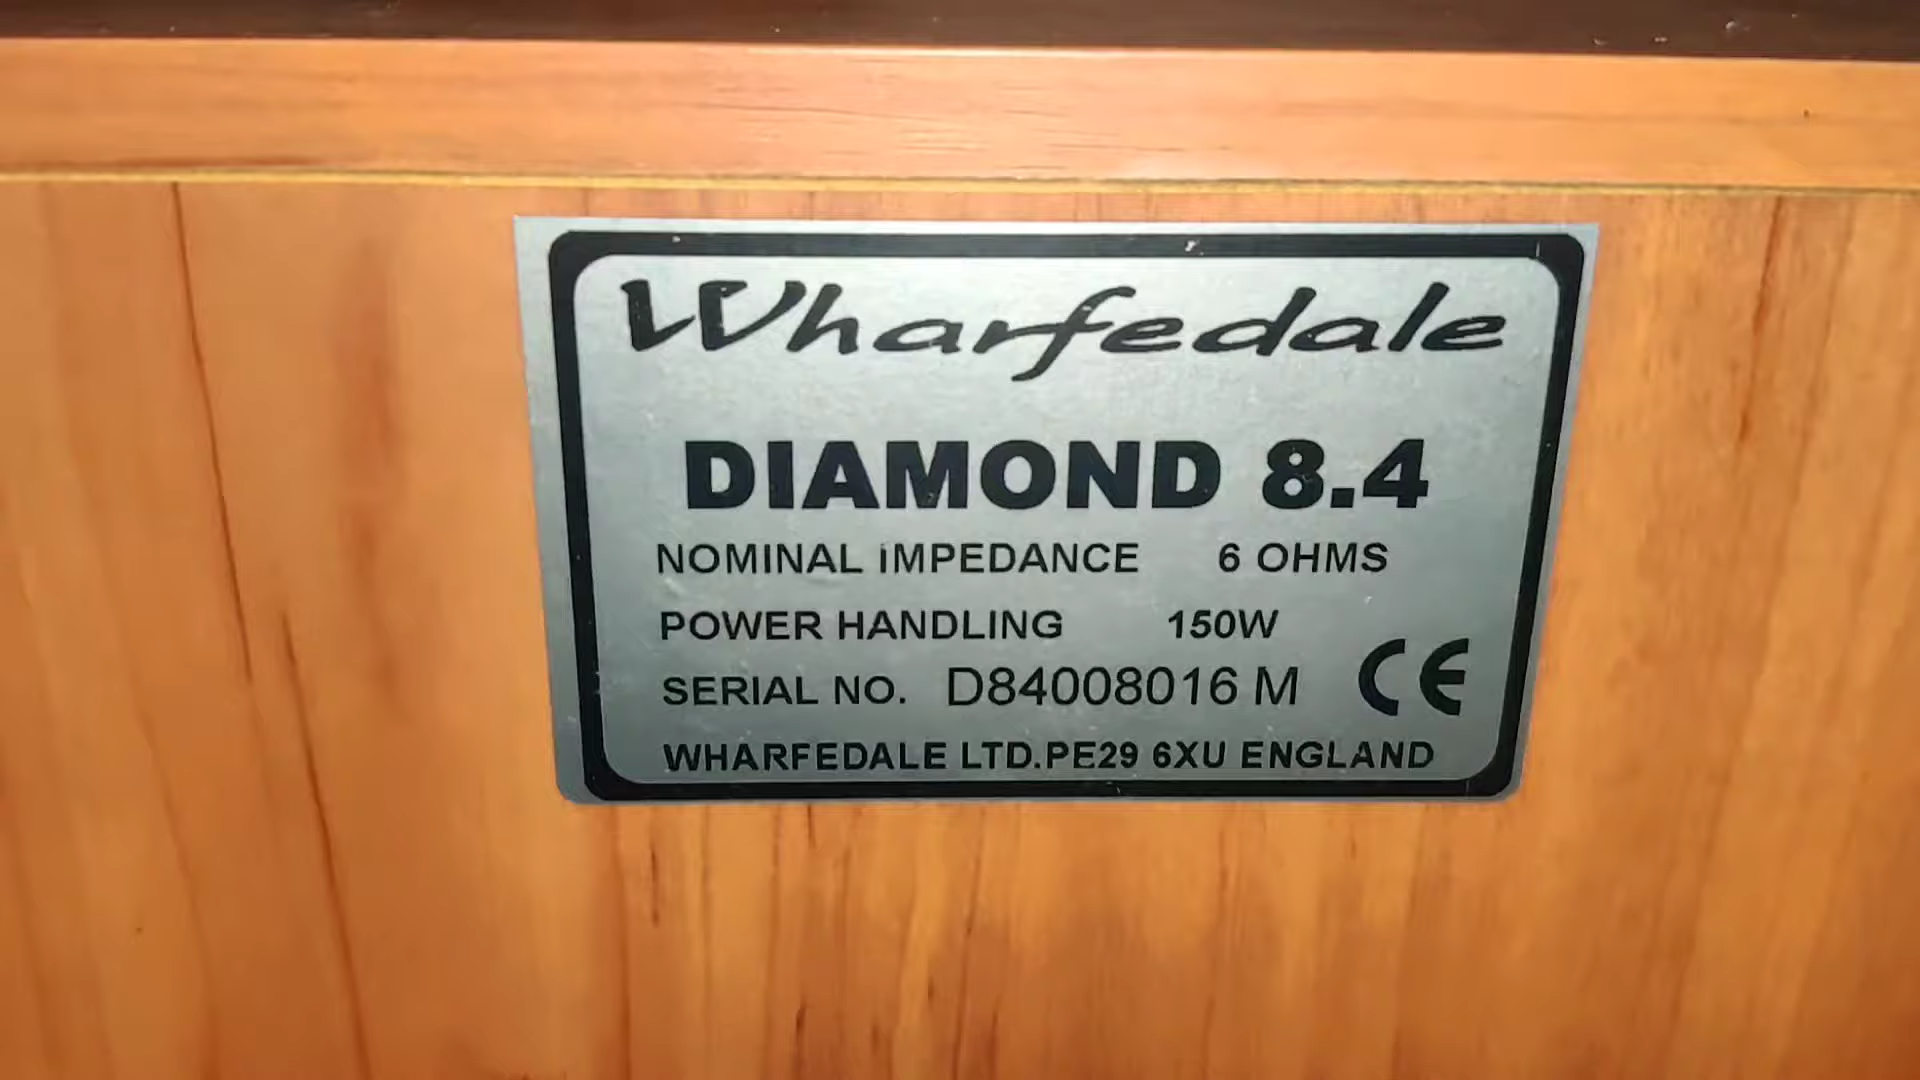 Wharfedale
DIAMOND 8.4
NOMINAL IMPEDANCE 6 OHMS
POWER HANDLING 150W
SERIAL NO. D84008016 M CE
WHARFEDALE LTD.PE29 6XU ENGLAND